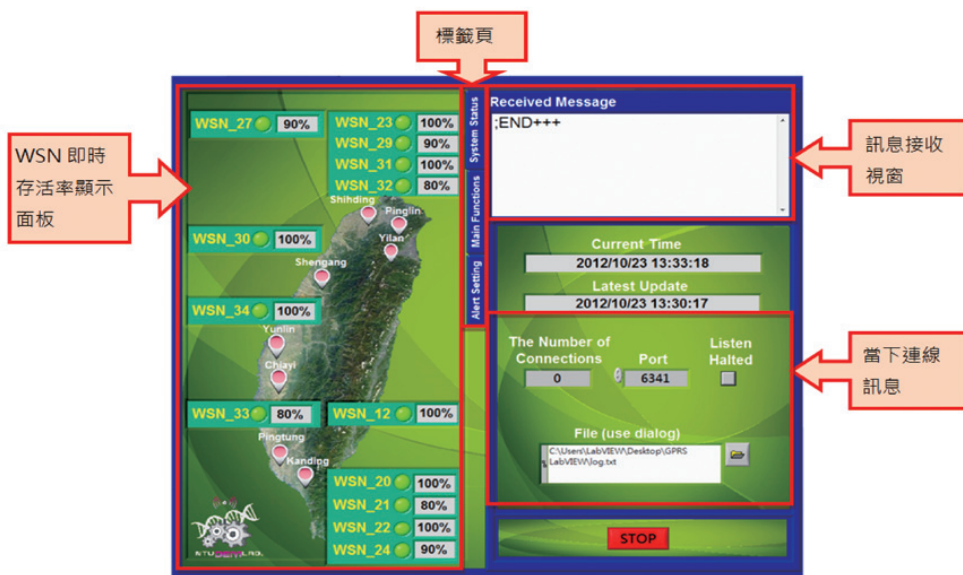 標籤頁
WSN 即時
存活率顯示
面板
WSN_27 90%
WSN_23 100%
WSN_29 90%
WSN_31 100%
WSN_32 80%
Shihding
Pinglin
Yilan
WSN_30 100%
Shengang
WSN_34 100%
Yunlin
Chiayi
WSN_33 80%
WSN_12 100%
Pingtung
Kanding
WSN_20 100%
WSN_21 80%
WSN_22 100%
WSN_24 90%
System Status
Main Functions
Alert Setting
Received Message
;END+++
訊息接收
視窗
Current Time
2012/10/23 13:33:18
Latest Update
2012/10/23 13:30:17
The Number of
Connections
0
Port
6341
Listen
Halted
當下連線
訊息
File (use dialog)
C:\Users\LabVIEW\Desktop\GPRS
LabVIEW\log.txt
STOP